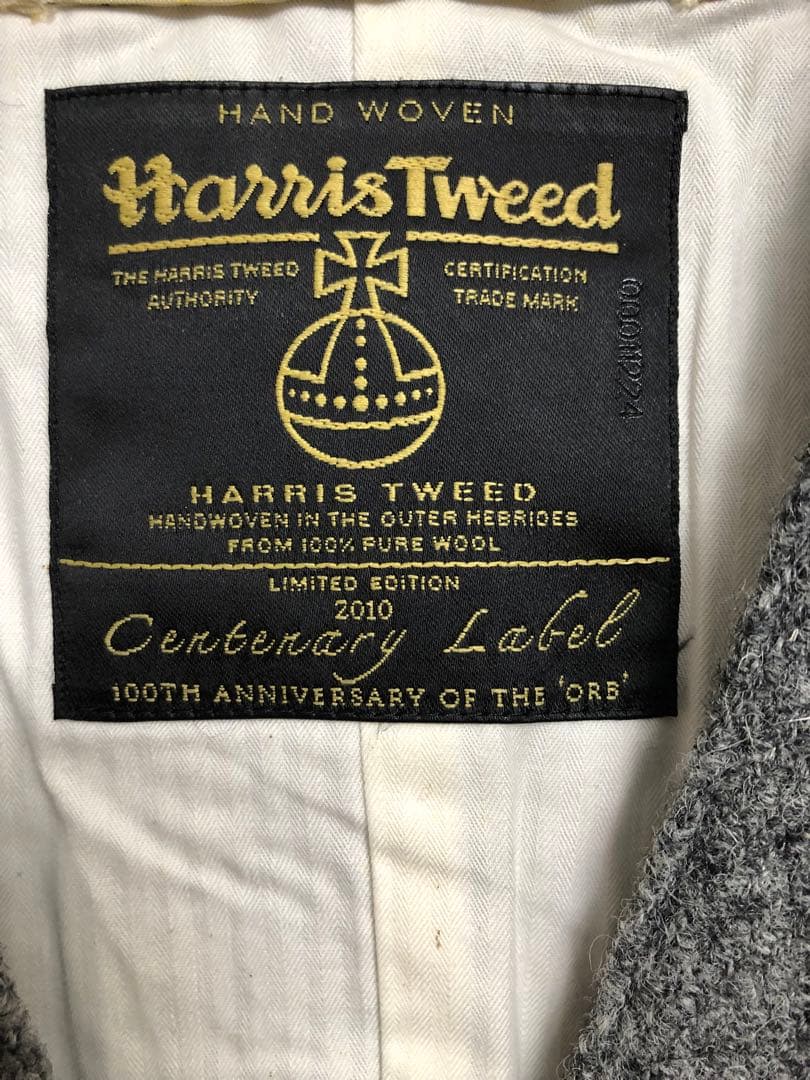 HAND WOVEN
Harris Tweed
THE HARRIS TWEED
AUTHORITY
CERTIFICATION
TRADE MARK
HARRIS TWEED
HANDWOVEN IN THE OUTER HEBRIDES
FROM 100% PURE WOOL
LIMITED EDITION
2010
Centenary Label
100TH ANNIVERSARY OF THE 'ORB'